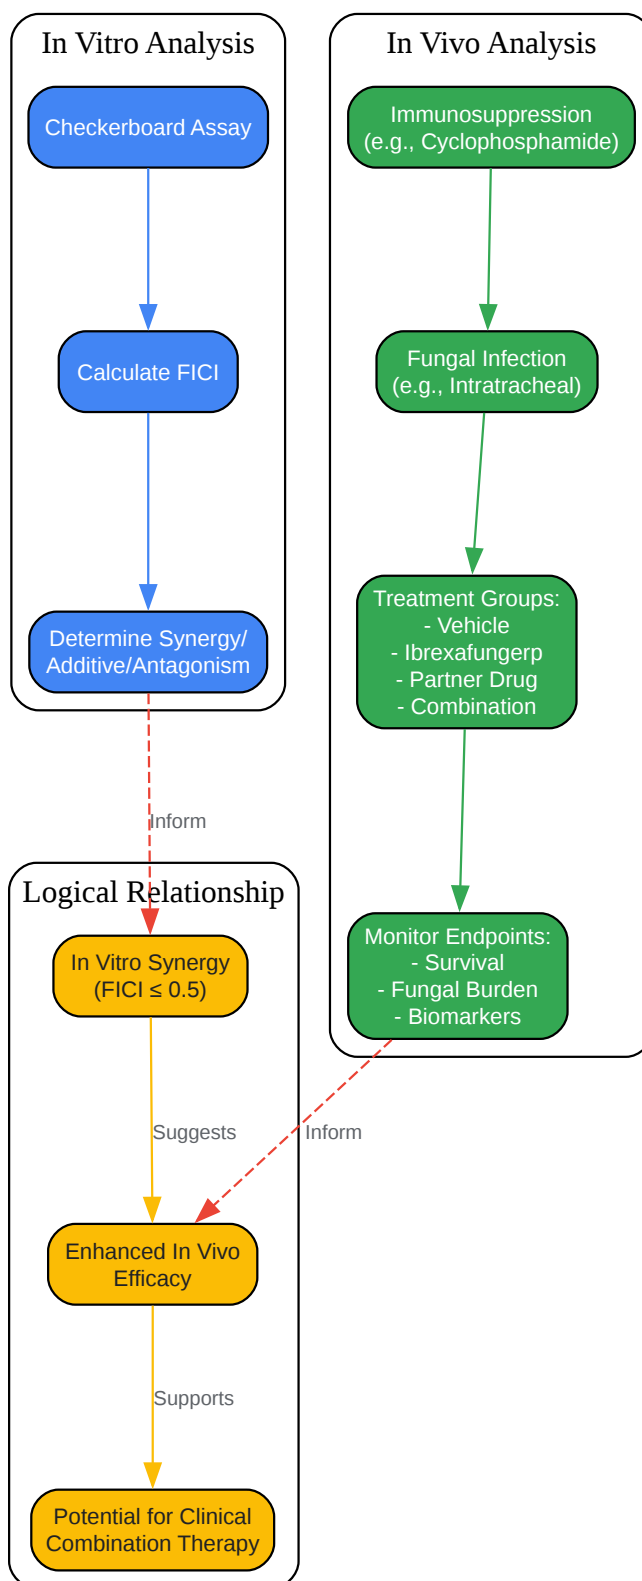 In Vitro Analysis
Checkerboard Assay
Calculate FICI
Determine Synergy/
Additive/Antagonism
Inform
In Vivo Analysis
Immunosuppression
(e.g., Cyclophosphamide)
Fungal Infection
(e.g., Intratracheal)
Treatment Groups:
- Vehicle
- Ibrexafungerp
- Partner Drug
- Combination
Monitor Endpoints:
- Survival
- Fungal Burden
- Biomarkers
Inform
Logical Relationship
In Vitro Synergy
(FICI ≤ 0.5)
Suggests
Enhanced In Vivo
Efficacy
Supports
Potential for Clinical
Combination Therapy